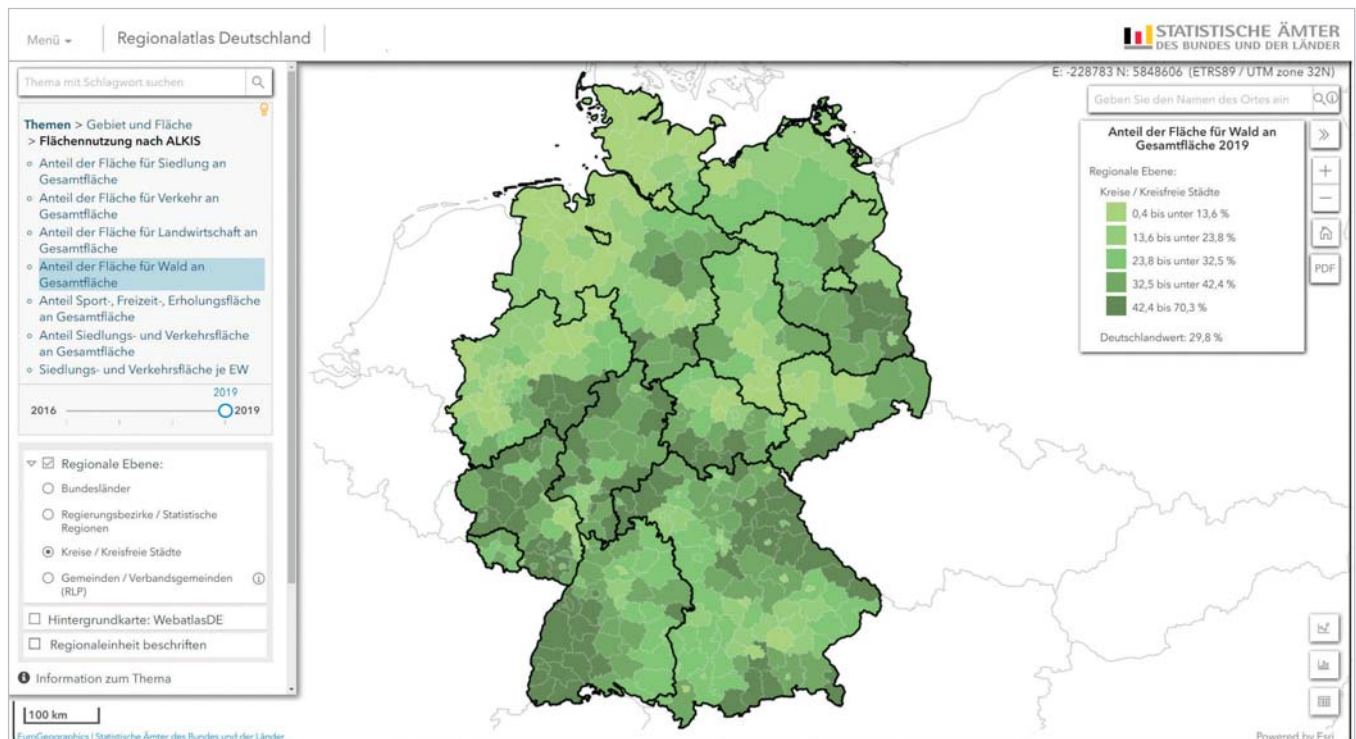 Menü
Regionalatlas Deutschland
STATISTISCHE ÄMTER
DES BUNDES UND DER LÄNDER
Thema mit Schlagwort suchen
Themen > Gebiet und Fläche
> Flächennutzung nach ALKIS
Anteil der Fläche für Siedlung an
Gesamtfläche
Anteil der Fläche für Verkehr an
Gesamtfläche
Anteil der Fläche für Landwirtschaft an
Gesamtfläche
Anteil der Fläche für Wald an
Gesamtfläche
Anteil Sport-, Freizeit-, Erholungsfläche
an Gesamtfläche
Anteil Siedlungs- und Verkehrsfläche
an Gesamtfläche
Siedlungs- und Verkehrsfläche je EW
2019
2016 2019
Regionale Ebene:
Bundesländer
Regierungsbezirke / Statistische
Regionen
Kreise / Kreisfreie Städte
Gemeinden / Verbandsgemeinden
(RLP)
Hintergrundkarte: WebatlasDE
Regionaleinheit beschriften
Information zum Thema
100 km
EuroGeographics | Statistische Ämter des Bundes und der Länder
E: -228783 N: 5848606 (ETRS89 / UTM zone 32N)
Geben Sie den Namen des Ortes ein
Anteil der Fläche für Wald an
Gesamtfläche 2019
Regionale Ebene:
Kreise / Kreisfreie Städte
0,4 bis unter 13,6 %
13,6 bis unter 23,8 %
23,8 bis unter 32,5 %
32,5 bis unter 42,4 %
42,4 bis 70,3 %
Deutschlandwert: 29,8 %
PDF
Powered by Esri